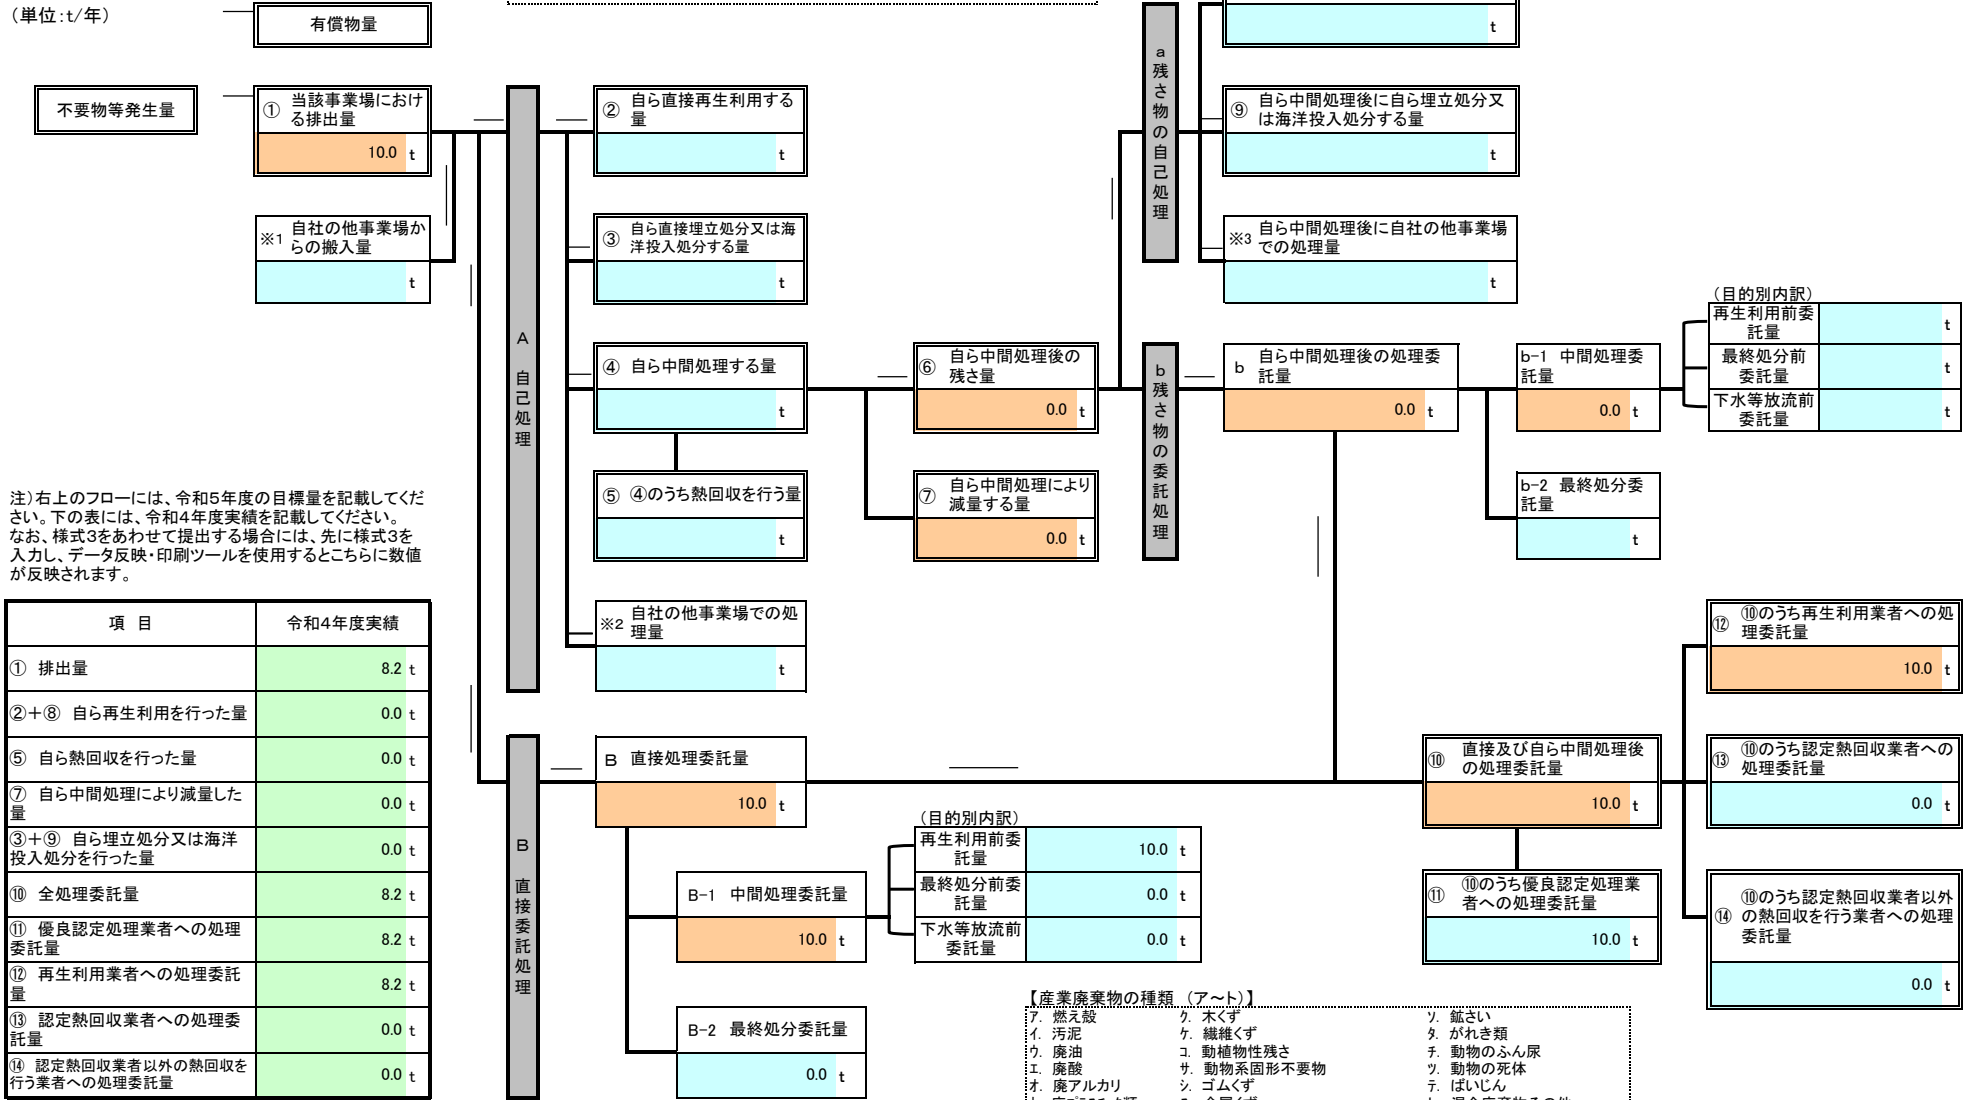 （単位：t/年）
有償物量
不要物等発生量
① 当該事業場におけ
る排出量
10.0 t
※1 自社の他事業場か
らの搬入量
t
A 自己処理
② 自ら直接再生利用する
量
t
③ 自ら直接埋立処分又は海
洋投入処分する量
t
④ 自ら中間処理する量
t
⑤ ④のうち熱回収を行う量
t
※2 自社の他事業場での処
理量
t
⑥ 自ら中間処理後の
残さ量
0.0 t
⑦ 自ら中間処理により
減量する量
0.0 t
a 残さ物の自己処理
t
⑨ 自ら中間処理後に自ら埋立処分又
は海洋投入処分する量
t
※3 自ら中間処理後に自社の他事業場
での処理量
t
b 残さ物の委託処理
b 自ら中間処理後の処理委
託量
0.0 t
b-1 中間処理委
託量
0.0 t
b-2 最終処分委
託量
t
（目的別内訳）
再生利用前委
託量
t
最終処分前
委託量
t
下水等放流前
委託量
t
注）右上のフローには、令和5年度の目標量を記載してくだ
さい。下の表には、令和4年度実績を記載してください。
なお、様式3をあわせて提出する場合には、先に様式3を
入力し、データ反映・印刷ツールを使用するとこちらに数値
が反映されます。
項 目 令和4年度実績
① 排出量 8.2 t
②＋⑧ 自ら再生利用を行った量 0.0 t
⑤ 自ら熱回収を行った量 0.0 t
⑦ 自ら中間処理により減量した
量 0.0 t
③＋⑨ 自ら埋立処分又は海洋
投入処分を行った量 0.0 t
⑩ 全処理委託量 8.2 t
⑪ 優良認定処理業者への処理
委託量 8.2 t
⑫ 再生利用業者への処理委託
量 8.2 t
⑬ 認定熱回収業者への処理委
託量 0.0 t
⑭ 認定熱回収業者以外の熱回収を
行う業者への処理委託量 0.0 t
B 直接委託処理
B 直接処理委託量
10.0 t
B-1 中間処理委託量
10.0 t
B-2 最終処分委託量
0.0 t
（目的別内訳）
再生利用前委
託量
10.0 t
最終処分前委
託量
0.0 t
下水等放流前
委託量
0.0 t
⑩ 直接及び自ら中間処理後
の処理委託量
10.0 t
⑪ ⑩のうち優良認定処理業
者への処理委託量
10.0 t
⑫ ⑩のうち再生利用業者への処
理委託量
10.0 t
⑬ ⑩のうち認定熱回収業者への
処理委託量
0.0 t
⑭ ⑩のうち認定熱回収業者以外
の熱回収を行う業者への処理
委託量
0.0 t
【産業廃棄物の種類 （ア～ト）】
ア. 燃え殻 ク. 木くず ソ. 鉱さい
イ. 汚泥 ケ. 繊維くず タ. がれき類
ウ. 廃油 コ. 動植物性残さ チ. 動物のふん尿
エ. 廃酸 サ. 動物系固形不要物 ツ. 動物の死体
オ. 廃アルカリ シ. ゴムくず テ. ばいじん